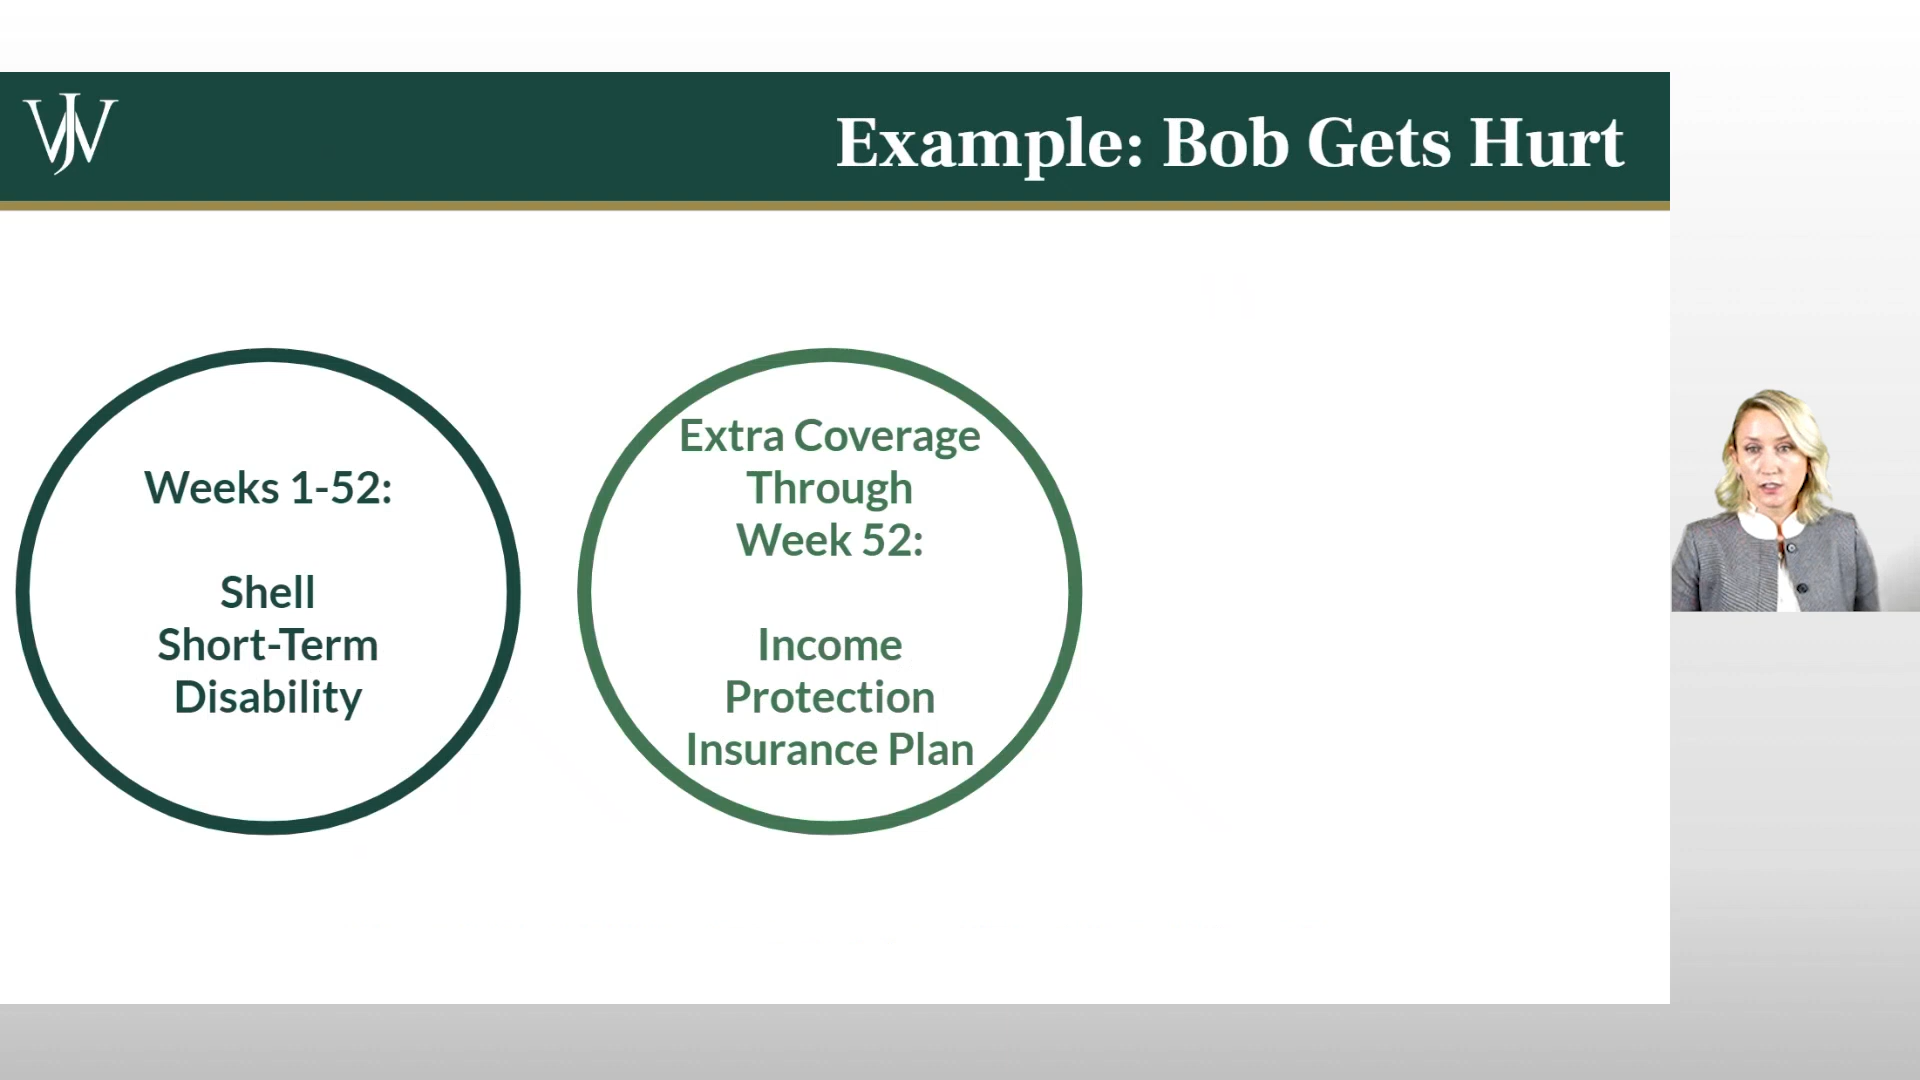 WJ
Example: Bob Gets Hurt
Weeks 1-52:
Shell
Short-Term
Disability
Extra Coverage
Through
Week 52:
Income
Protection
Insurance Plan